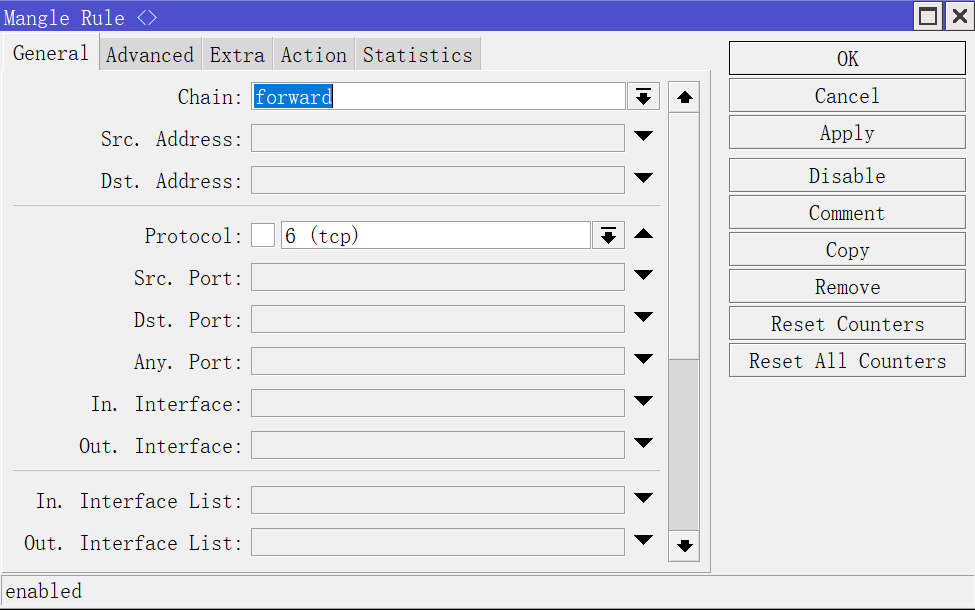 Mangle Rule <>
General Advanced Extra Action Statistics
Chain: forward
Src. Address:
Dst. Address:
Protocol: 6 (tcp)
Src. Port:
Dst. Port:
Any. Port:
In. Interface:
Out. Interface:
In. Interface List:
Out. Interface List:
OK
Cancel
Apply
Disable
Comment
Copy
Remove
Reset Counters
Reset All Counters
enabled